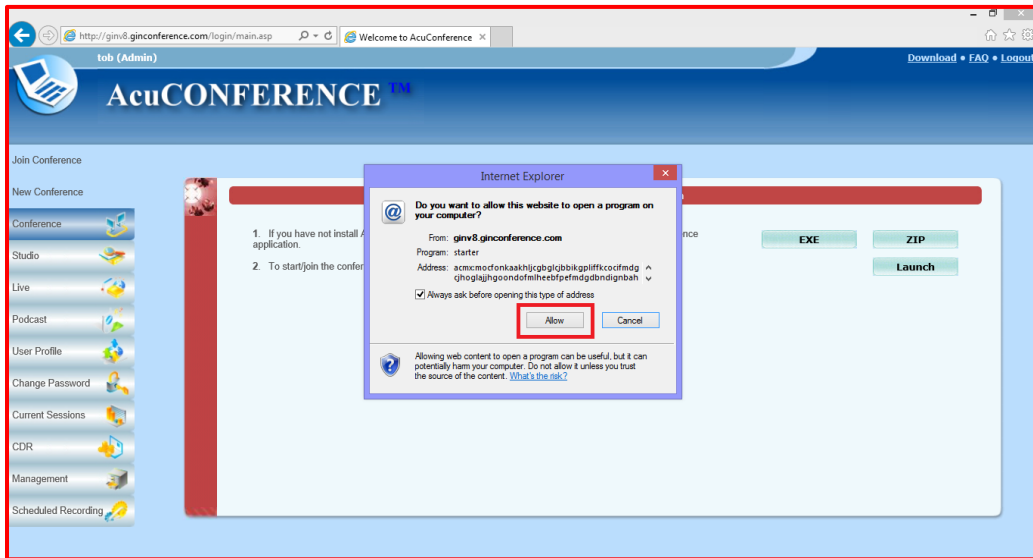 http://ginv8.ginconference.com/login/main.asp
Welcome to AcuConference
tob (Admin)
Download • FAQ • Logout
AcuCONFERENCE ™
Join Conference
New Conference
Conference
Studio
Live
Podcast
User Profile
Change Password
Current Sessions
CDR
Management
Scheduled Recording
1. If you have not install
nce
application.
2. To start/join the confer
EXE
ZIP
Launch
Internet Explorer
Do you want to allow this website to open a program on
your computer?
From: ginv8.ginconference.com
Program: starter
Address:
Always ask before opening this type of address
Allow
Cancel
Allowing web content to open a program can be useful, but it can
potentially harm your computer. Do not allow it unless you trust
the source of the content. What's the risk?